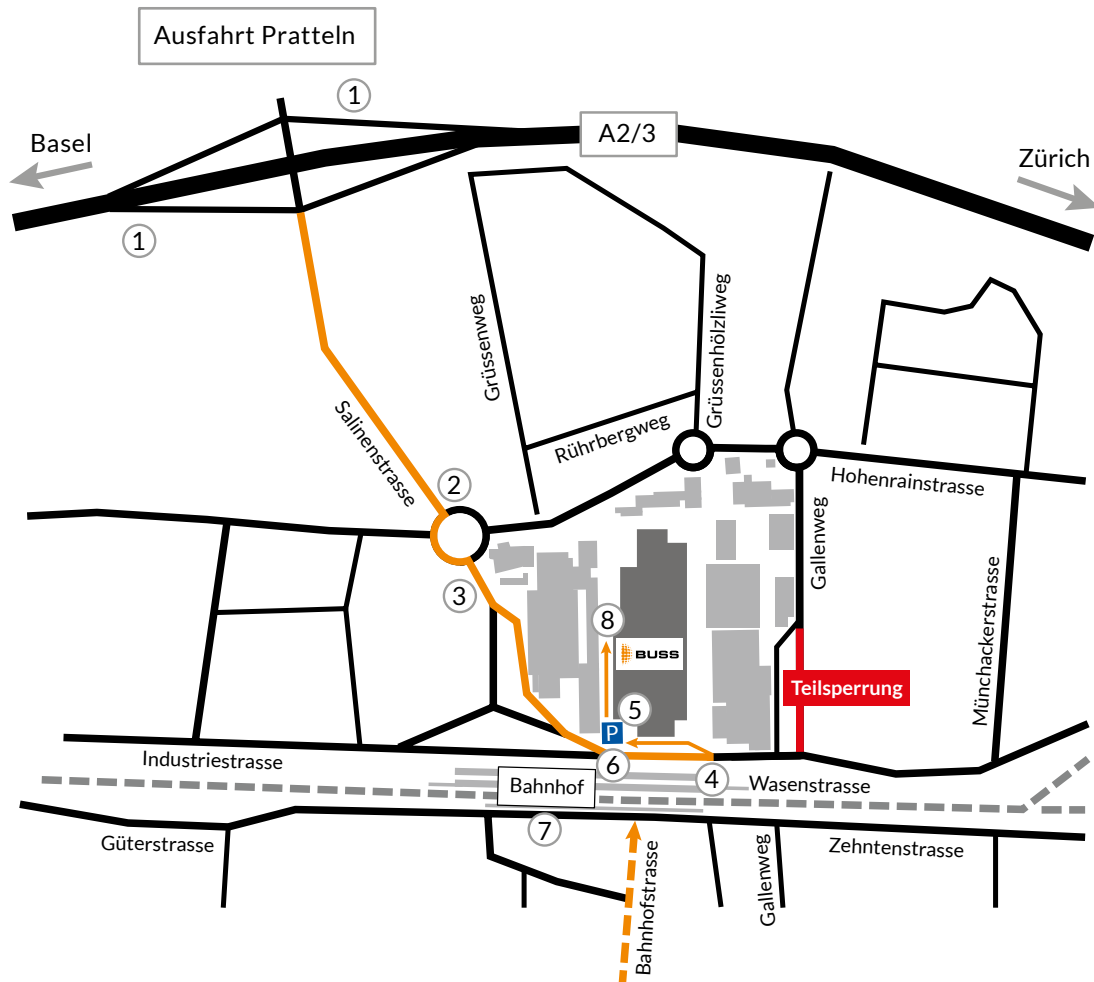 Ausfahrt Pratteln
1
A2/3
Basel
Zürich
1
Grüssenweg
Grüssenhölzliweg
Salinenstrasse
Rührbergweg
Hohenrainstrasse
2
Gallenweg
3
Münchackerstrasse
8
BUSS
Teilsperrung
5
P
Industriestrasse
6
4
Bahnhof
Wasenstrasse
7
Güterstrasse
Zehntenstrasse
Bahnhofstrasse
Gallenweg